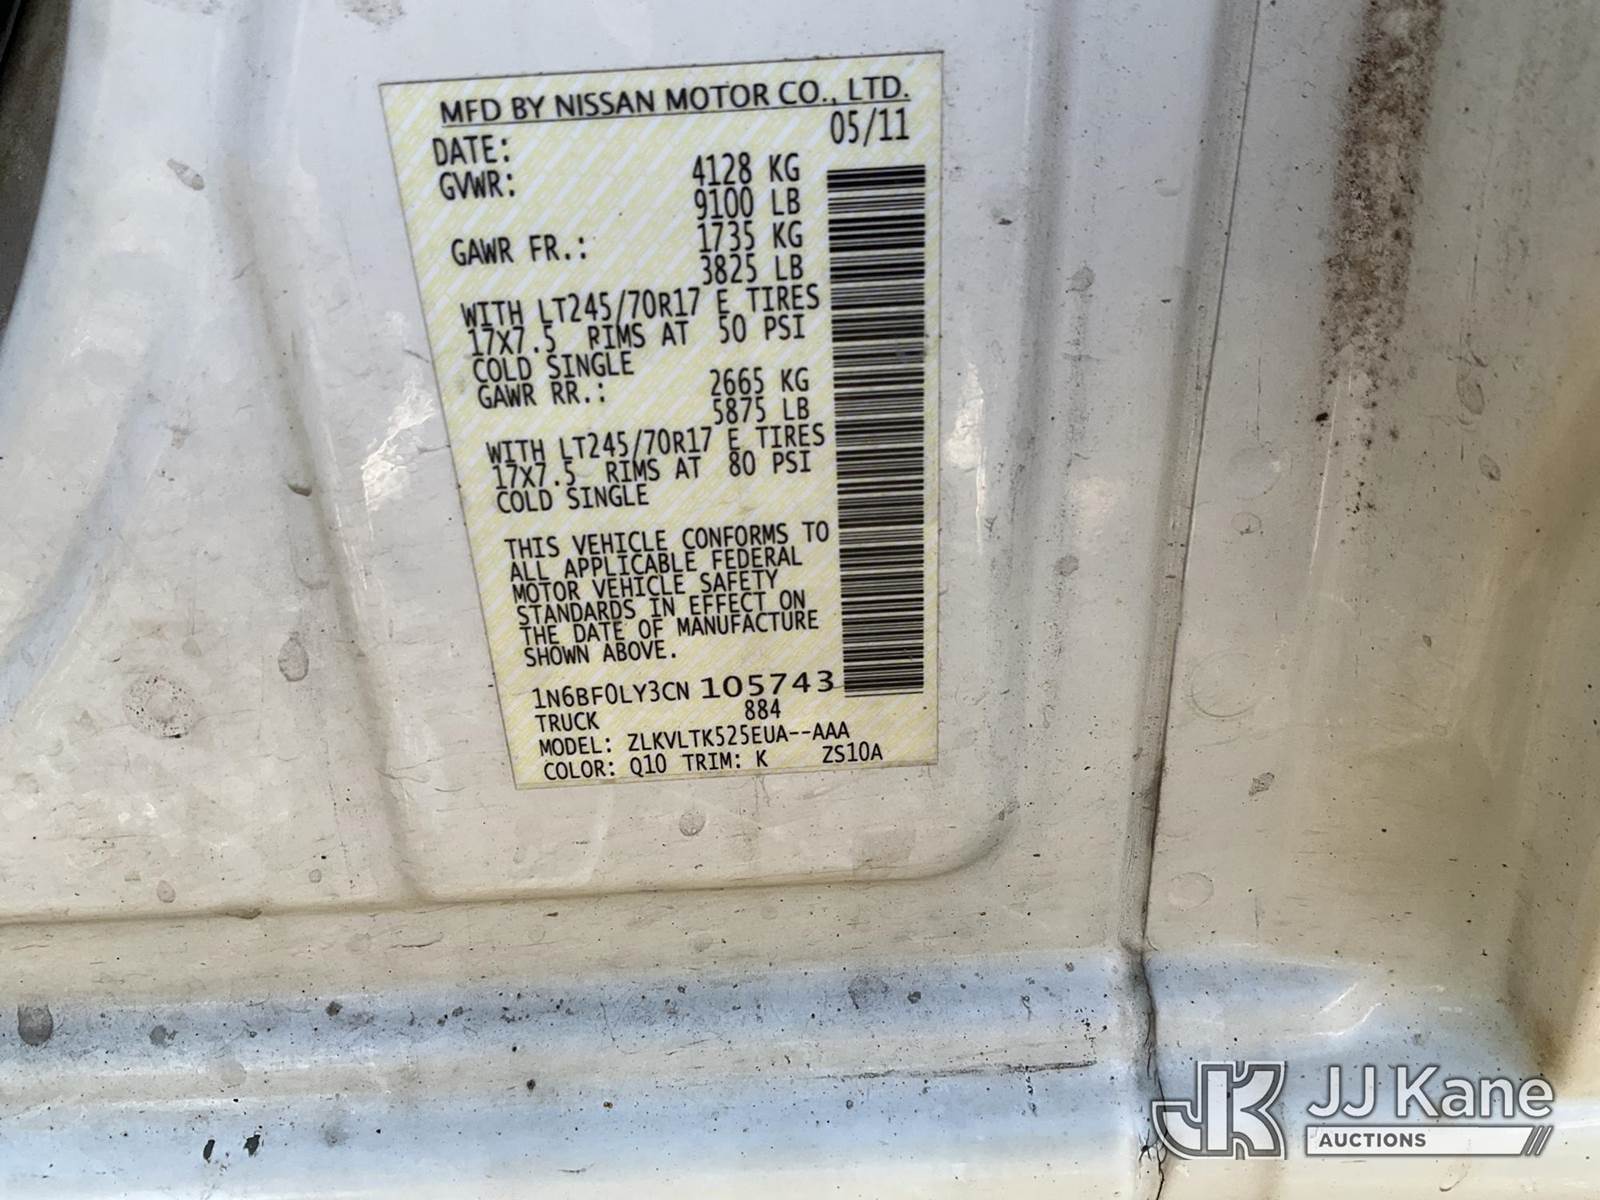 MFD BY NISSAN MOTOR CO., LTD.
DATE: 05/11
GVWR: 4128 KG
9100 LB
GAWR FR.: 1735 KG
3825 LB
WITH LT245/70R17 E TIRES
17X7.5 RIMS AT 50 PSI
COLD SINGLE
GAWR RR.: 2665 KG
5875 LB
WITH LT245/70R17 E TIRES
17X7.5 RIMS AT 80 PSI
COLD SINGLE
THIS VEHICLE CONFORMS TO
ALL APPLICABLE FEDERAL
MOTOR VEHICLE SAFETY
STANDARDS IN EFFECT ON
THE DATE OF MANUFACTURE
SHOWN ABOVE.
1N6BF0LY3CN 105743
TRUCK 884
MODEL: ZLKVLTK525EUA--AAA
COLOR: Q10 TRIM: K ZS10A
JK JJ Kane
AUCTIONS